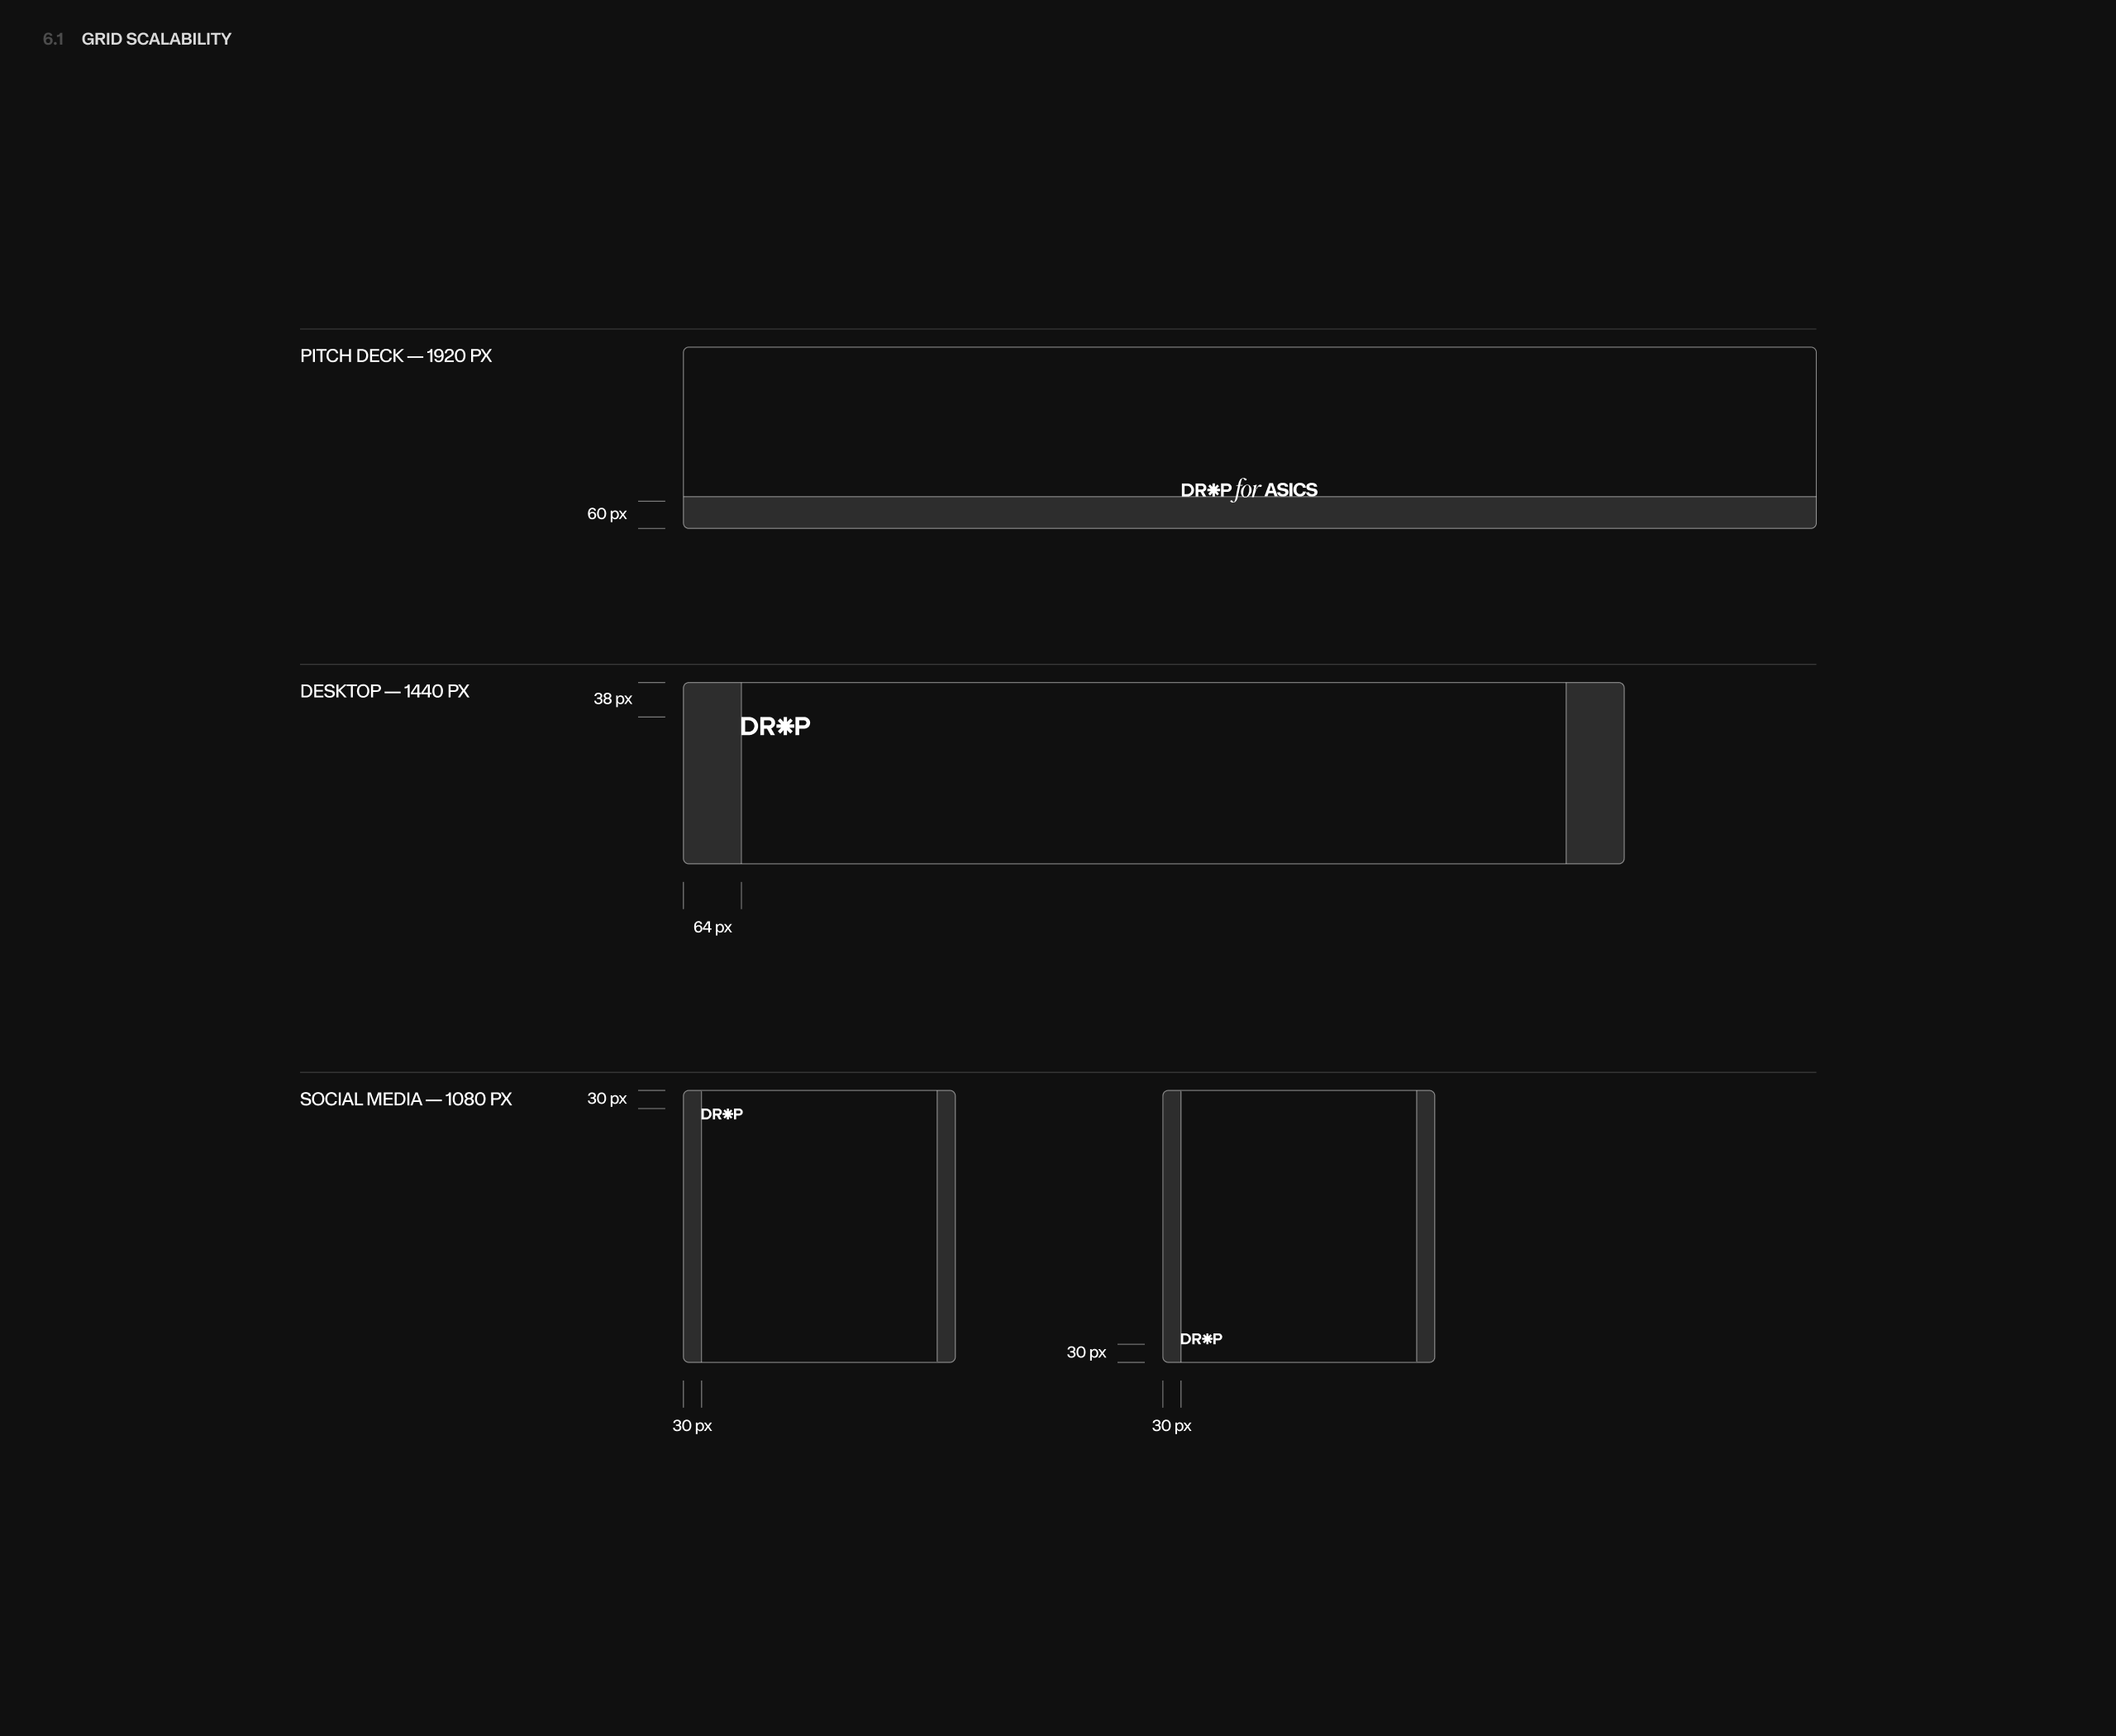 6.1 GRID SCALABILITY
PITCH DECK — 1920 PX
DR✷P for ASICS
60 px
DESKTOP — 1440 PX
38 px
DR✷P
64 px
SOCIAL MEDIA — 1080 PX
30 px
DR✷P
DR✷P
30 px
30 px
30 px